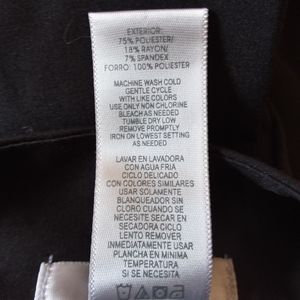 EXTERIOR:
75% POLIESTER/
18% RAYON/
7% SPANDEX
FORRO: 100% POLIESTER
MACHINE WASH COLD
GENTLE CYCLE
WITH LIKE COLORS
USE ONLY NON CHLORINE
BLEACH AS NEEDED
TUMBLE DRY LOW
REMOVE PROMPTLY
IRON ON LOWEST SETTING
AS NEEDED
LAVAR EN LAVADORA
CON AGUA FRIA
CICLO DELICADO
CON COLORES SIMILARES
USAR SOLAMENTE
BLANQUEADOR SIN
CLORO CUANDO SE
NECESITE SECAR EN
SECADORA CICLO
LENTO REMOVER
INMEDIATAMENTE USAR
PLANCHA EN MINIMA
TEMPERATURA
SI SE NECESITA